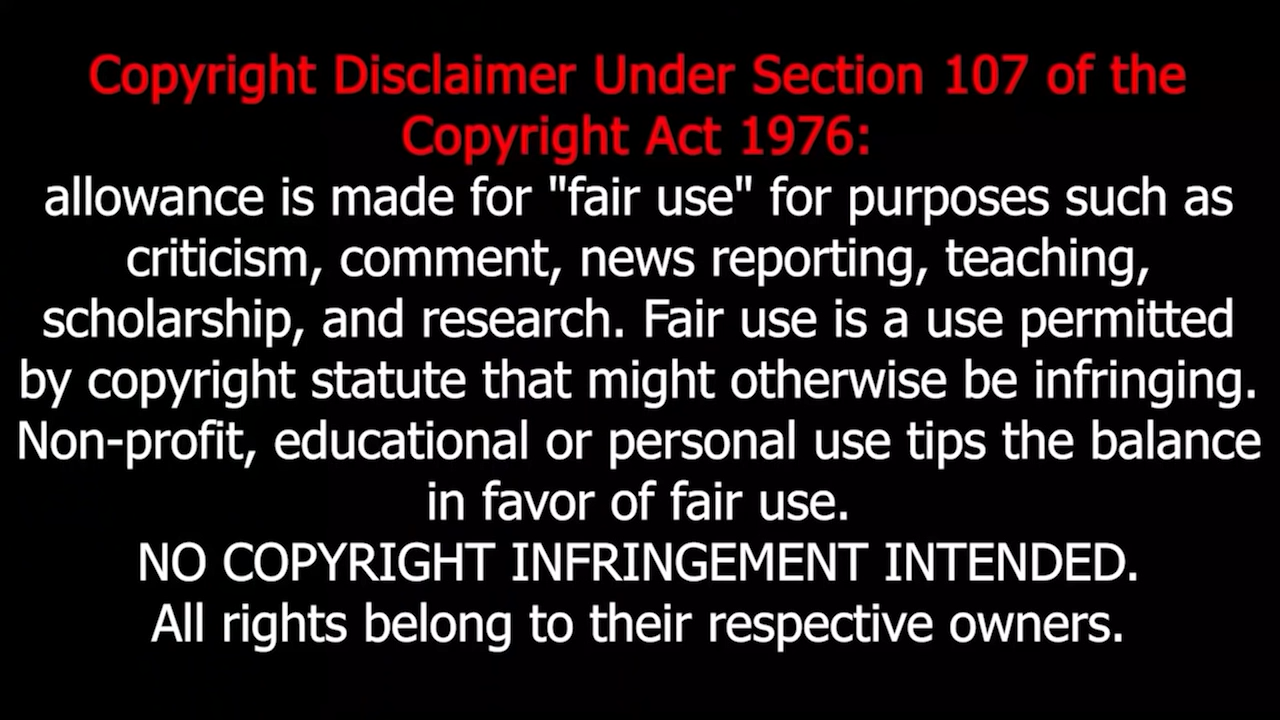 Copyright Disclaimer Under Section 107 of the
Copyright Act 1976:
allowance is made for "fair use" for purposes such as
criticism, comment, news reporting, teaching,
scholarship, and research. Fair use is a use permitted
by copyright statute that might otherwise be infringing.
Non-profit, educational or personal use tips the balance
in favor of fair use.
NO COPYRIGHT INFRINGEMENT INTENDED.
All rights belong to their respective owners.